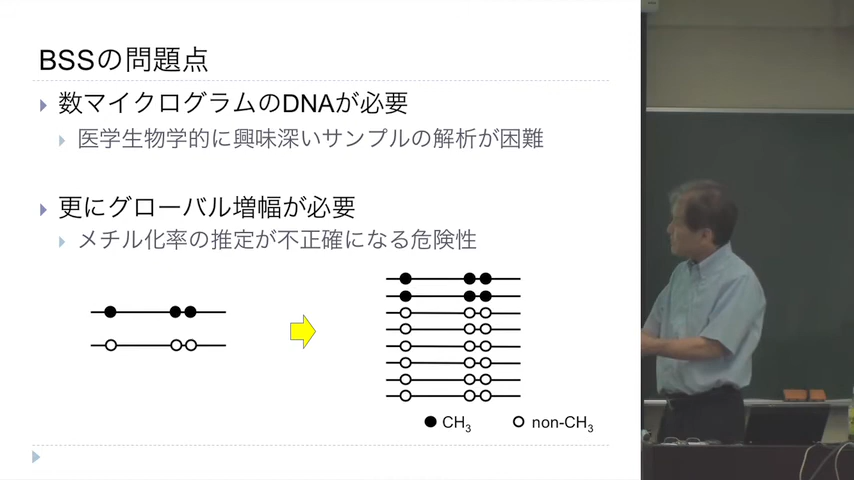 BSSの問題点
数マイクログラムのDNAが必要
医学生物学的に興味深いサンプルの解析が困難
更にグローバル増幅が必要
メチル化率の推定が不正確になる危険性
CH3 non-CH3